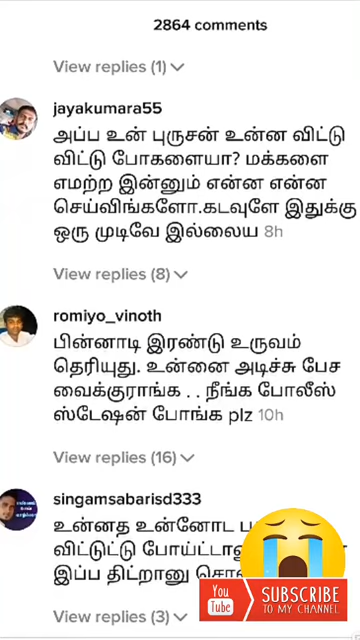 2864 comments
View replies (1)
jayakumara55
அப்ப உன் புருசன் உன்ன விட்டு
விட்டு போகளையா? மக்களை
எமற்ற இன்னும் என்ன என்ன
செய்விங்களோ.கடவுளே இதுக்கு
ஒரு முடிவே இல்லைய 8h
View replies (8)
romiyo_vinoth
பின்னாடி இரண்டு உருவம்
தெரியுது. உன்னை அடிச்சு பேச
வைக்குராங்க . . நீங்க போலீஸ்
ஸ்டேஷன் போங்க plz 10h
View replies (16)
singamsabarisd333
உன்னத உன்னோட
விட்டுட்டு
இப்ப திட்றானு
You Tube
SUBSCRIBE
TO MY CHANNEL
View replies (3)